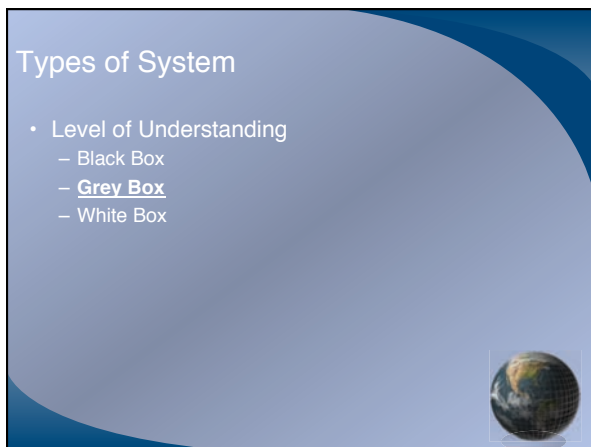 Types of System
• Level of Understanding
– Black Box
– Grey Box
– White Box